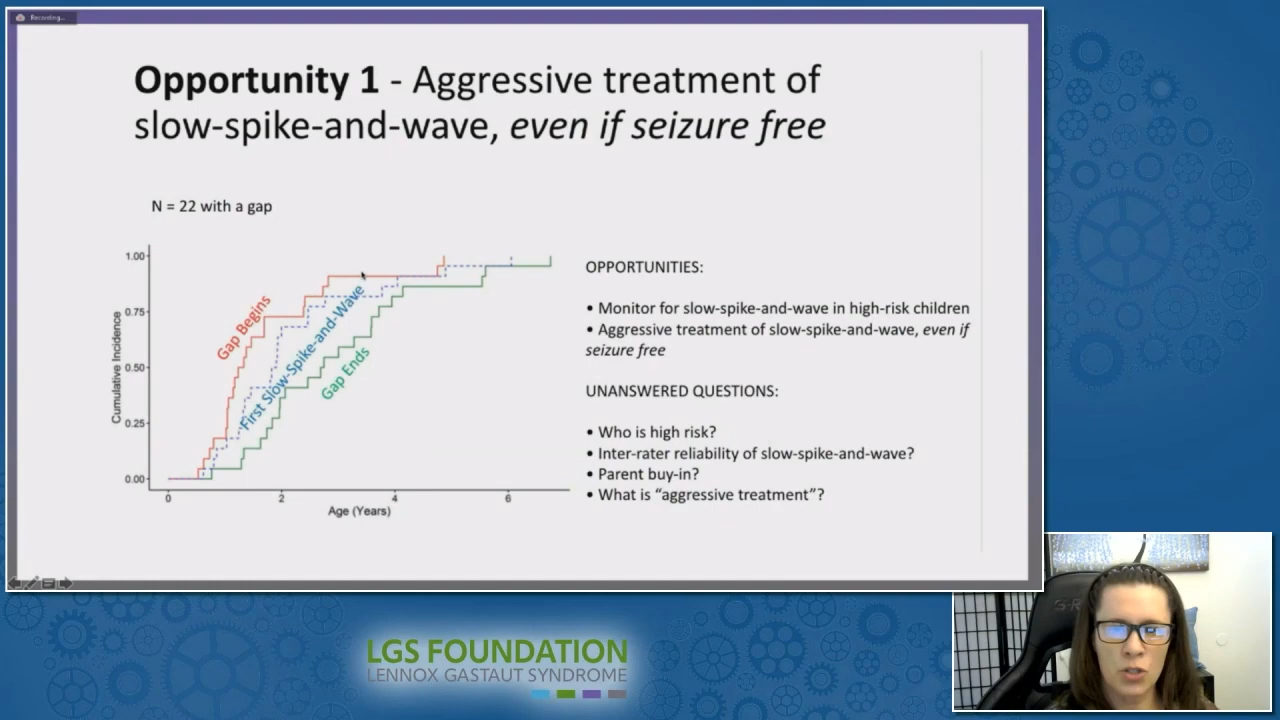 Recording...
Opportunity 1 - Aggressive treatment of
slow-spike-and-wave, even if seizure free
N = 22 with a gap
1.00
0.75
0.50
0.25
0.00
Cumulative Incidence
Gap Begins
First Slow-Spike-and-Wave
Gap Ends
0 2 4 6
Age (Years)
OPPORTUNITIES:
• Monitor for slow-spike-and-wave in high-risk children
• Aggressive treatment of slow-spike-and-wave, even if
seizure free
UNANSWERED QUESTIONS:
• Who is high risk?
• Inter-rater reliability of slow-spike-and-wave?
• Parent buy-in?
• What is “aggressive treatment”?
LGS FOUNDATION
LENNOX GASTAUT SYNDROME